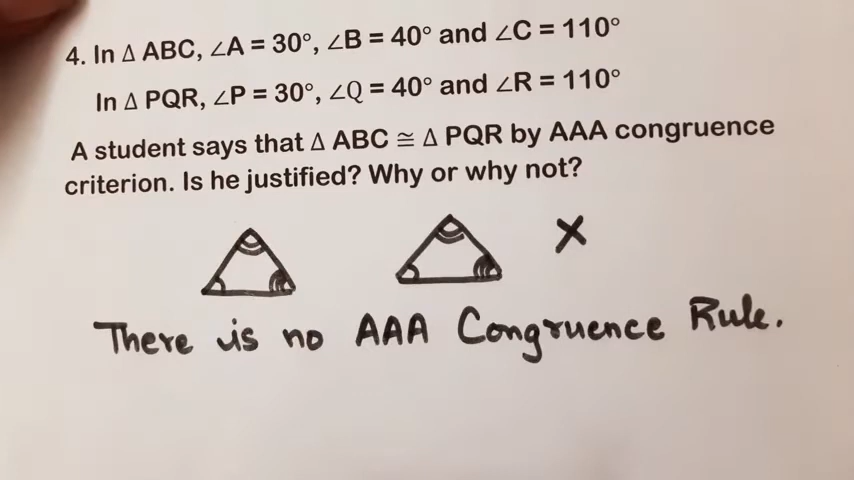 4. In Δ ABC, ∠A = 30°, ∠B = 40° and ∠C = 110°
In Δ PQR, ∠P = 30°, ∠Q = 40° and ∠R = 110°
A student says that Δ ABC ≅ Δ PQR by AAA congruence
criterion. Is he justified? Why or why not?
There is no AAA Congruence Rule.